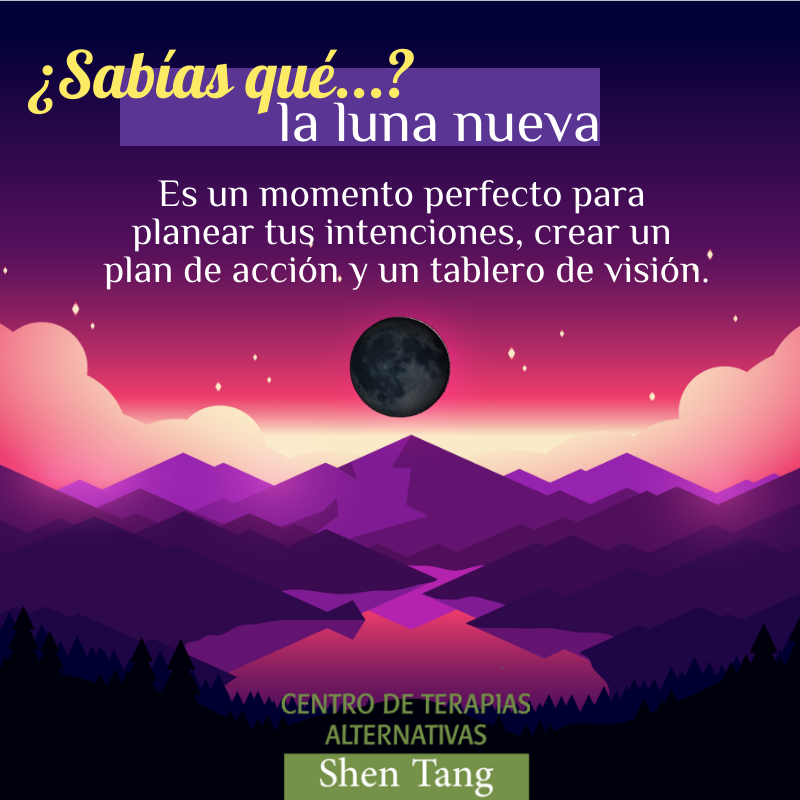 ¿Sabías qué...?
la luna nueva
Es un momento perfecto para
planear tus intenciones, crear un
plan de acción y un tablero de visión.
CENTRO DE TERAPIAS
ALTERNATIVAS
Shen Tang